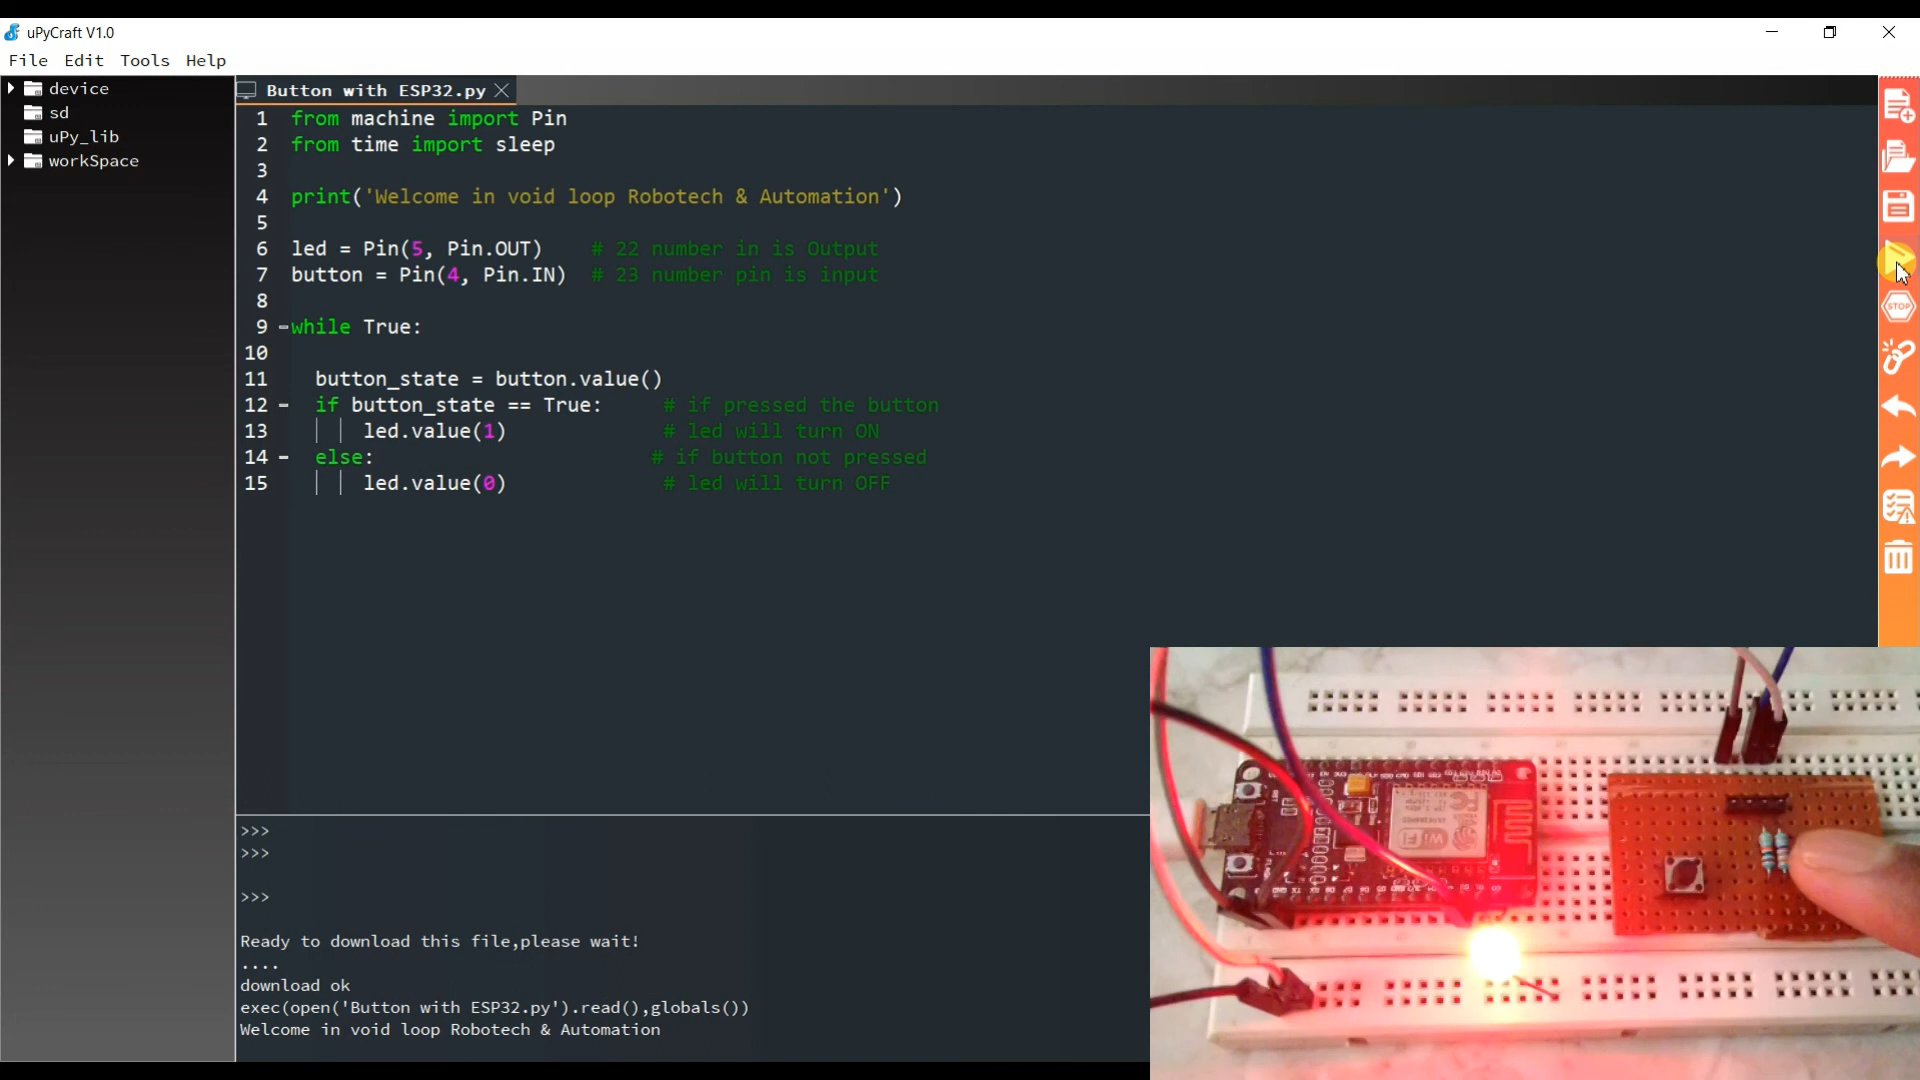 uPyCraft V1.0
File Edit Tools Help
device
sd
uPy_lib
workSpace
Button with ESP32.py
1 from machine import Pin
2 from time import sleep
3
4 print('Welcome in void loop Robotech & Automation')
5
6 led = Pin(5, Pin.OUT) # 22 number in is Output
7 button = Pin(4, Pin.IN) # 23 number pin is input
8
9 while True:
10
11 button_state = button.value()
12 if button_state == True: # if pressed the button
13 led.value(1) # led will turn ON
14 else: # if button not pressed
15 led.value(0) # led will turn OFF
STOP
>>>
>>>
>>>
Ready to download this file,please wait!
....
download ok
exec(open('Button with ESP32.py').read(),globals())
Welcome in void loop Robotech & Automation
WiFi